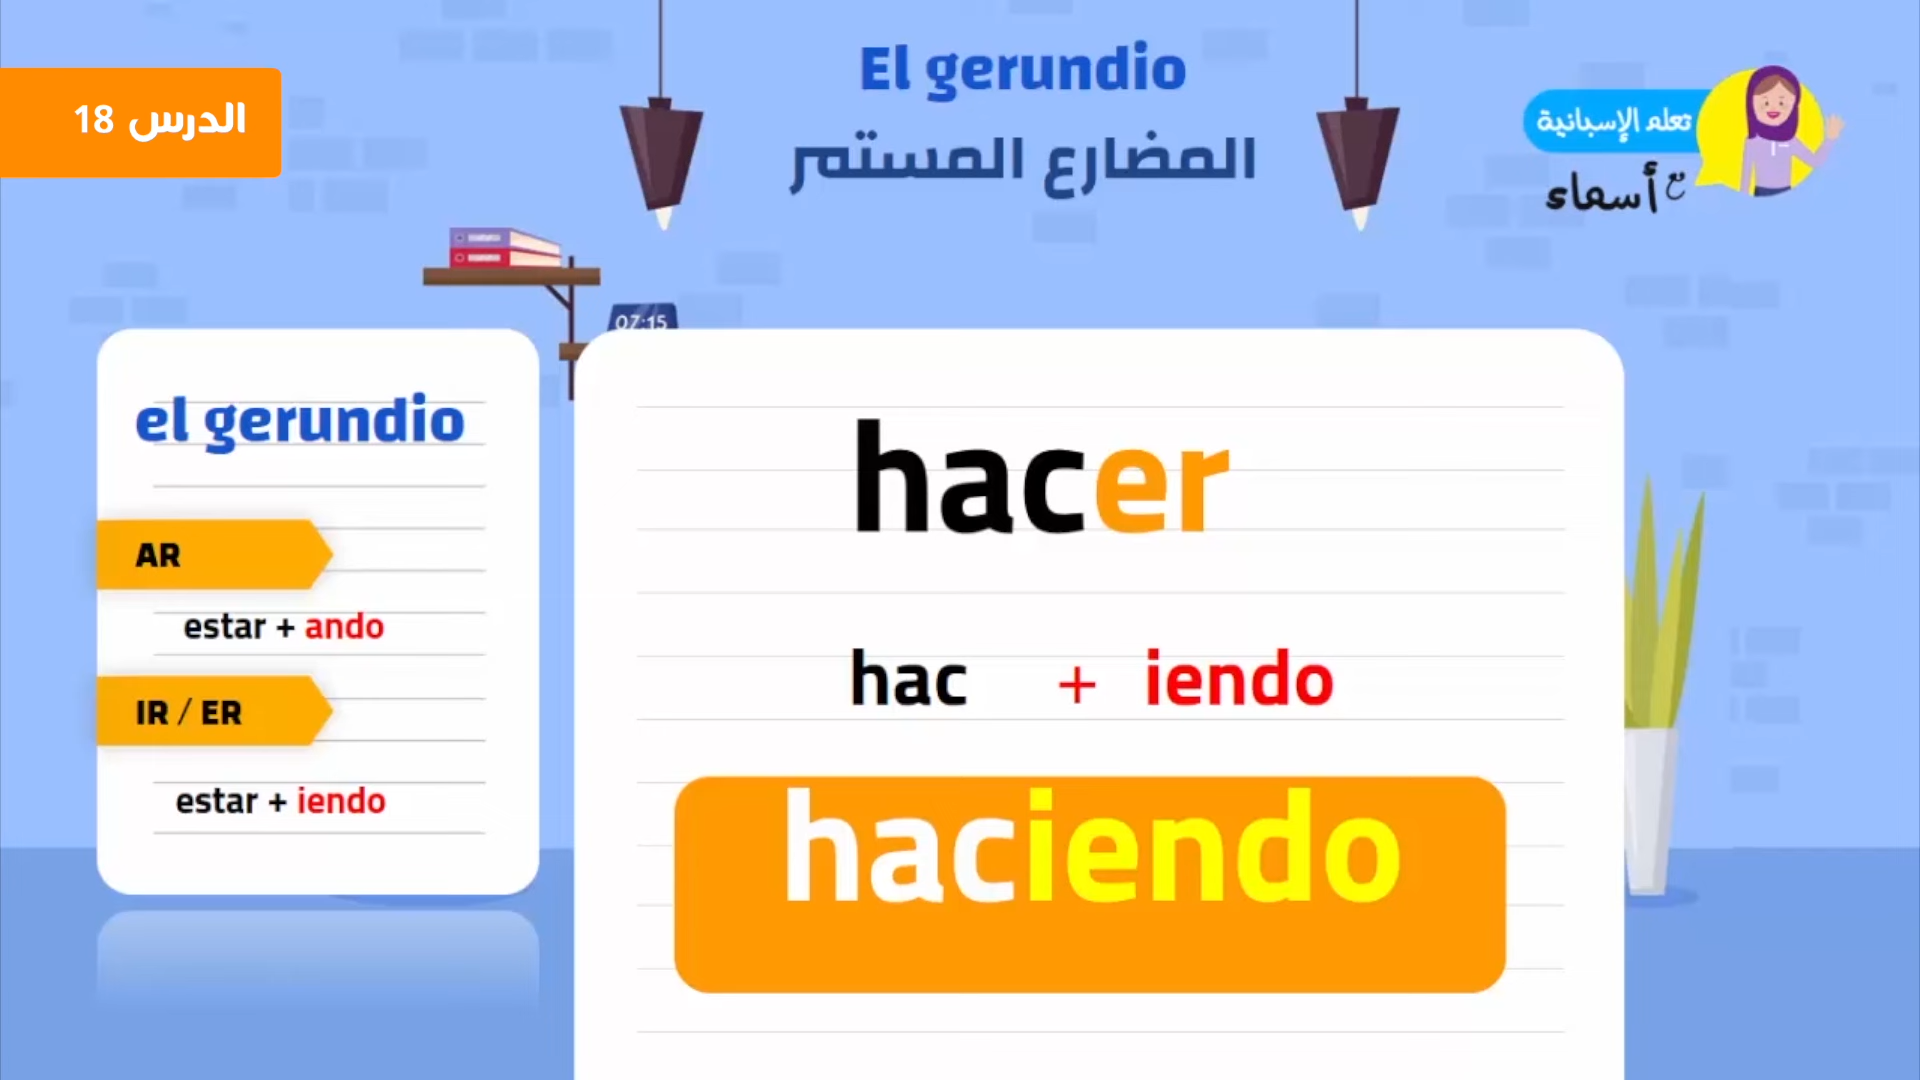 El gerundio
المضارع المستمر
الدرس 18
تعلم الإسبانية
مع أسماء
07:15
el gerundio
AR
estar + ando
IR / ER
estar + iendo
hacer
hac + iendo
haciendo